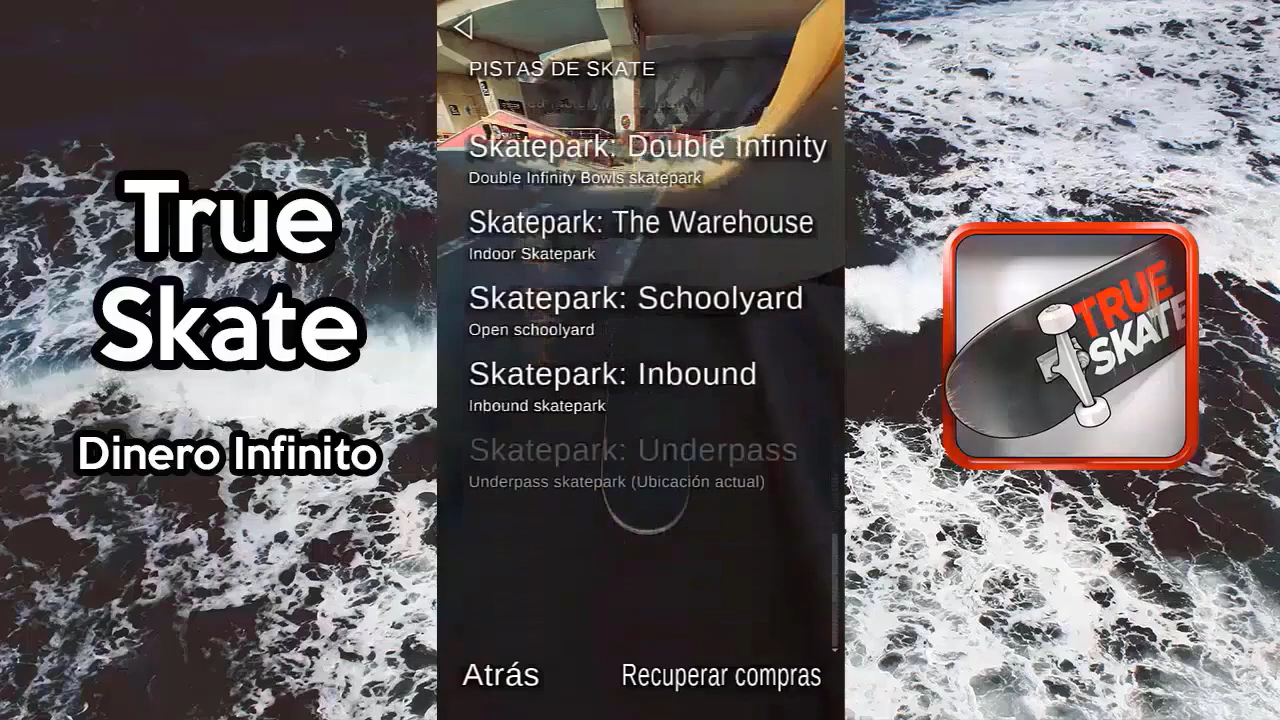 True
Skate
Dinero Infinito
PISTAS DE SKATE
Skatepark: Double Infinity
Double Infinity Bowls skatepark
Skatepark: The Warehouse
Indoor Skatepark
Skatepark: Schoolyard
Open schoolyard
Skatepark: Inbound
Inbound skatepark
Skatepark: Underpass
Underpass skatepark (Ubicación actual)
Atrás
Recuperar compras
TRUE
SKATE